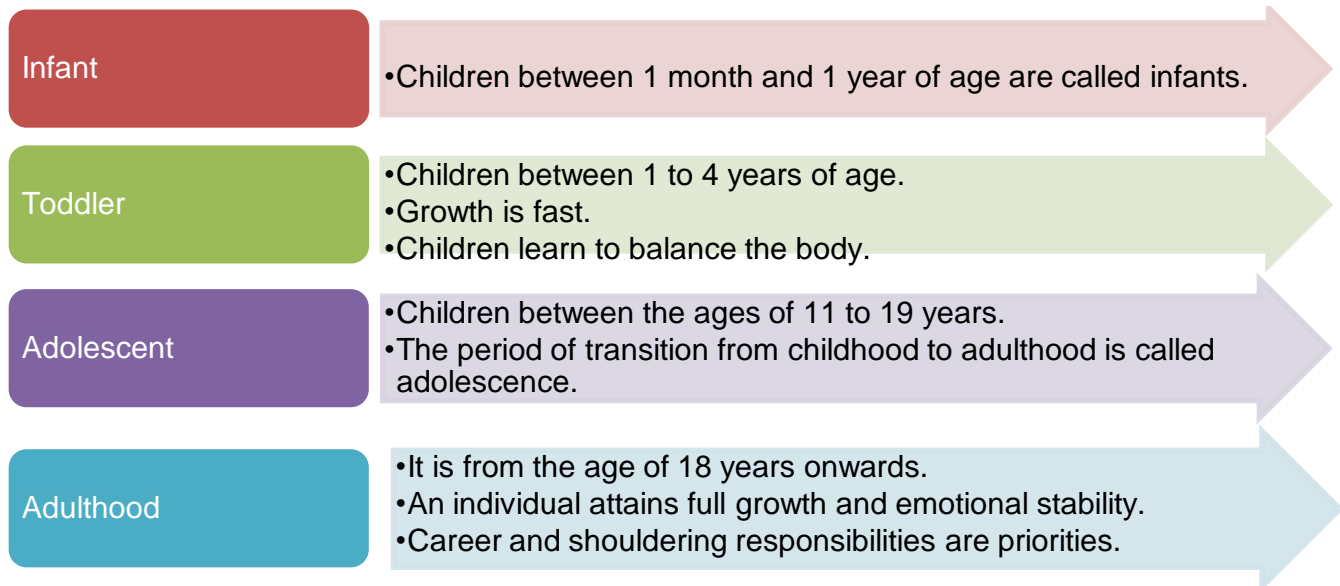 Infant
•Children between 1 month and 1 year of age are called infants.
Toddler
•Children between 1 to 4 years of age.
•Growth is fast.
•Children learn to balance the body.
Adolescent
•Children between the ages of 11 to 19 years.
•The period of transition from childhood to adulthood is called
adolescence.
Adulthood
•It is from the age of 18 years onwards.
•An individual attains full growth and emotional stability.
•Career and shouldering responsibilities are priorities.